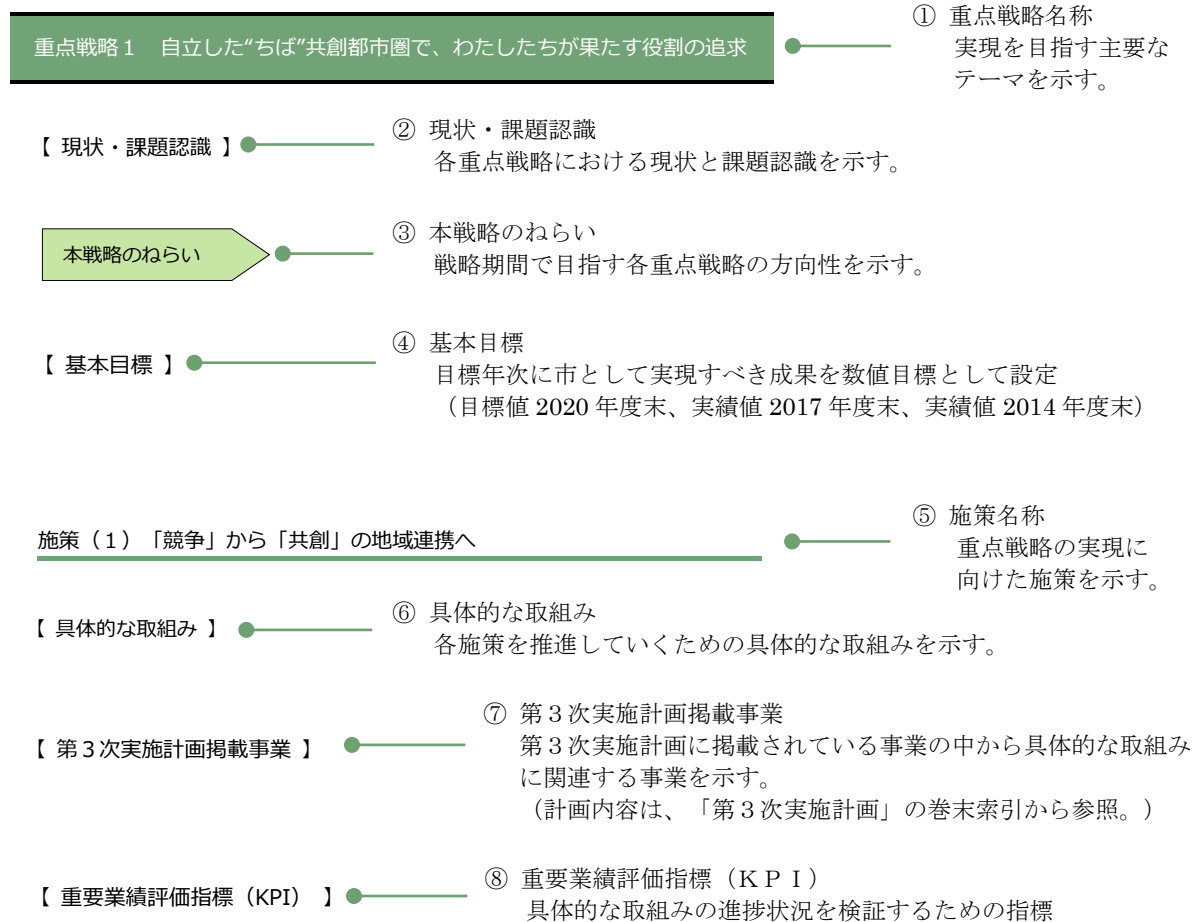 ① 重点戦略名称
重点戦略1 自立した“ちば”共創都市圏で、わたしたちが果たす役割の追求
実現を目指す主要な
テーマを示す。
【 現状・課題認識 】
② 現状・課題認識
各重点戦略における現状と課題認識を示す。
本戦略のねらい
③ 本戦略のねらい
戦略期間で目指す各重点戦略の方向性を示す。
【 基本目標 】
④ 基本目標
目標年次に市として実現すべき成果を数値目標として設定
（目標値 2020 年度末、実績値 2017 年度末、実績値 2014 年度末）
施策（1）「競争」から「共創」の地域連携へ
⑤ 施策名称
重点戦略の実現に
向けた施策を示す。
【 具体的な取組み 】
⑥ 具体的な取組み
各施策を推進していくための具体的な取組みを示す。
【 第3次実施計画掲載事業 】
⑦ 第３次実施計画掲載事業
第３次実施計画に掲載されている事業の中から具体的な取組み
に関連する事業を示す。
（計画内容は、「第３次実施計画」の巻末索引から参照。）
【 重要業績評価指標（KPI） 】
⑧ 重要業績評価指標（ＫＰＩ）
具体的な取組みの進捗状況を検証するための指標